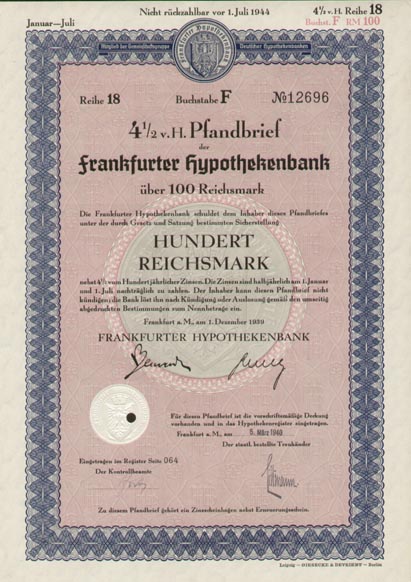 Nicht rückzahlbar vor 1. Juli 1944
4½ v. H. Reihe 18
Januar—Juli
Buchst. F RM 100
Frankfurter Hypothekenbank
Mitglied der Gemeinschaftsgruppe
Deutscher Hypothekenbanken
Reihe 18
Buchstabe F
№12696
4½ v.H. Pfandbrief
der
Frankfurter Hypothekenbank
über 100 Reichsmark
Die Frankfurter Hypothekenbank schuldet dem Inhaber dieses Pfandbriefes
unter der durch Gesetz und Satzung bestimmten Sicherstellung
HUNDERT
REICHSMARK
nebst 4½ vom Hundert jährlicher Zinsen. Die Zinsen sind halbjährlich am 1. Januar
und 1. Juli nachträglich zu zahlen. Der Inhaber kann diesen Pfandbrief nicht
kündigen; die Bank löst ihn nach Kündigung oder Auslosung gemäß den umseitig
abgedruckten Bestimmungen zum Nennbetrage ein.
Frankfurt a. M., am 1. Dezember 1939
FRANKFURTER HYPOTHEKENBANK
Für diesen Pfandbrief ist die vorschriftsmäßige Deckung
vorhanden und in das Hypothekenregister eingetragen.
Frankfurt a. M., am 5. März 1940
Der staatl. bestellte Treuhänder
Eingetragen im Register Seite 064
Der Kontrollbeamte
Zu diesem Pfandbrief gehört ein Zinsscheinbogen nebst Erneuerungsschein.
Leipzig – GIESECKE & DEVRIENT – Berlin